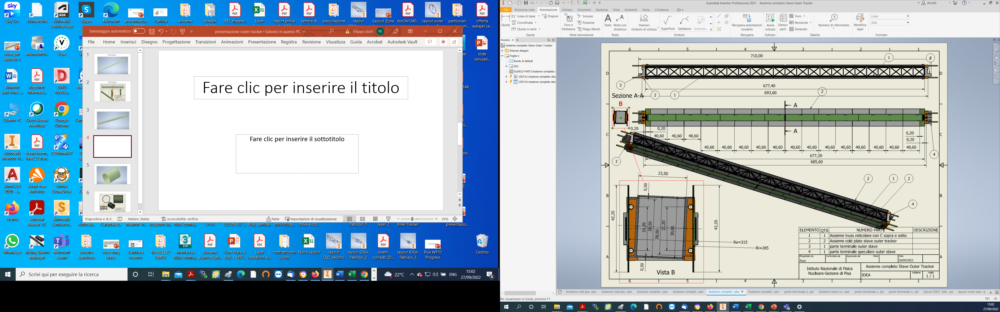 Sky Go
Thunderbird
Autodesk
Desktop App
Skype
Microsoft
presentazio...
Cattura
assieme
disegni
HTS_magne...
Layer
report prova
Lettera di
assicurazione
layout
Layout Zona
doc041340...
layout outer
particolari
offerta
watajet ce...
slide per
Fabrizio 1
MicrosoftPr...
Vibe
slide
simulati...
Rinnovo
part-time -...
supporto
intermedi...
DWG
TrueVie...
Questo PC
Cisco Webex
Meetings
Google
Chrome
Autodesk
Inventor Pr...
clean_room...
fase2_9_trat...
CDBurnerXP
AutoCAD
2020 - I...
Avast Free
Antivirus
Virtual
CloneDrive
Firefox
Acrobat
Reader DC
Autodesk
Simulatio...
Autodes...
Catastale t...
Inventor Pr...
supporto in...
flussi contra...
9176
LOSON FCC ...
Pisa, Lamina...
minifitting...
stave e col...
fabrizio_1
layer 2
Inner tracker
presentazio...
WhatsApp
Inkling Sketch
Manager
Microsoft
Teams
bollette
iperdrola
slide long
stave
Cattura x
roberto
file BELLE2
CMOS
Interfaccia
flussi contra...
Assieme
piano di lav...
Cold Plate 4
Tubi T=15°...
Layer
radiation le...
contratto tim
vision
Nuovi layout
layout
CLD_vecchio
layout IDEA-
fabrizio_2
esami
corrado 20...
layout IDEA-
fabrizio_3
Pisa WP10
Progress
Cestino
Salvataggio automatico
presentazione outer tracker • Salvato in questo PC
filippo bosi
FB
File Home Inserisci Disegno Progettazione Transizioni Animazioni Presentazione Registra Revisione Visualizza Guida Acrobat Autodesk Vault
1
Cold Stave
2
Cold Stave
3
4
5
6
Fare clic per inserire il titolo
Fare clic per inserire il sottotitolo
Diapositiva 4 di 6
Italiano (Italia)
Accessibilità: verifica
Note
Impostazioni di visualizzazione
69%
Scrivi qui per eseguire la ricerca
22°C
ENG
15:02
27/09/2022
4
Autodesk Inventor Professional 2021 Assieme completo Stave Outer Tracker
Accedi
File Posiziona viste Annotazione Schizzo Strumenti Gestione Vista Ambienti Inizia Collabora
Quota
Linea di base
Disponi
Coordinata
Quota in serie
Quota
Foro e
filettatura
Smusso
Punzone
Piega (Bend)
Note lavorazione
Testo
Nota con
direttrice
Testo
Inserisci
simbolo di schizzo
Superficie
Saldatura
Importa...
Simboli
Recupera annotazioni
modello
Recupera
Avvia
schizzo
Schizzo
Elenco
parti
Foro
Revisione
Generale
Numero di riferimento
Tabella
Modifica
layer
Layer
Stile
Formato
Modello
Assieme completo Stave Outer Tracker
Risorse disegno
Foglio:1
Bordo di default
ISO
ELENCO PARTI:Assieme completo s
VISTA1:Assieme completo stav
VISTA4:Assieme completo stav
6 5 4 3 2 1
D
710,00
1
4
3
677,40
2
1
693,60
Sezione A-A
2
B
A
A
0,20
0,20
40,60 40,60 40,60
0,20
0,20
C
40,60 40,60 40,60 40,60 40,60 40,60 40,60 40,60 40,60 40,60 40,60 40,60 40,60
677,20
685,60
3
4
23,50
0,50
2
1
2
4
B
42,20
21,20
28,50
28,50
21,20
30,00
42,20
Re=315
Ri=285
0,50
Vista B
A
ELEMENTO QTÀ NUMERO PARTE DESCRIZIONE
1 1 Assieme truss reticolare con C sopra e sotto
2 2 Assieme cold plate stave outer tracker
3 1 parte terminale outer stave
4 1 parte terminale speculare outer stave
Progettato da Controllato da Approvato da Data Data
fbosi 26/09/2022
Istituto Nazionale di Fisica
Nucleare-Sezione di Pisa
Assieme completo Stave Outer Tracker
IDEA
Edizione
Foglio
1 / 1
6 5 4 3 2 1
Assieme cold pla...iam
Assieme cold pla...idw
Assieme complet...iam
Assieme complet...idw
Assieme complet...idw
Assieme complet...iam
parte terminale a...ipt
Assieme stave co...iam
parte terminale s...ipt
parte terminale o...ipt
layout IDEA- fabr...ipt
layout outer laye...ip
Per visualizzare la Guida, premere F1
181 42
15:02
27/09/2022